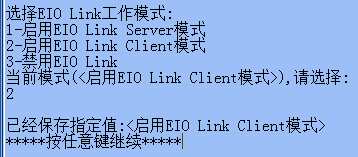 选择EIO Link工作模式:
1-启用EIO Link Server模式
2-启用EIO Link Client模式
3-禁用EIO Link
当前模式(<启用EIO Link Client模式>),请选择:
2
已经保存指定值:<启用EIO Link Client模式>
*****按任意键继续*****